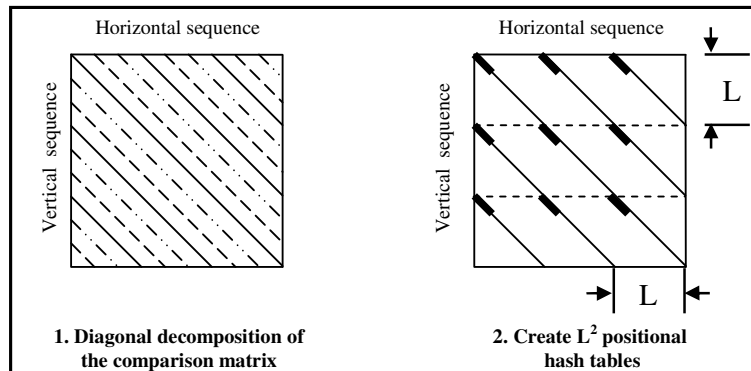 Horizontal sequence
Vertical sequence
1. Diagonal decomposition of
the comparison matrix
Horizontal sequence
Vertical sequence
L
L
2. Create L² positional
hash tables